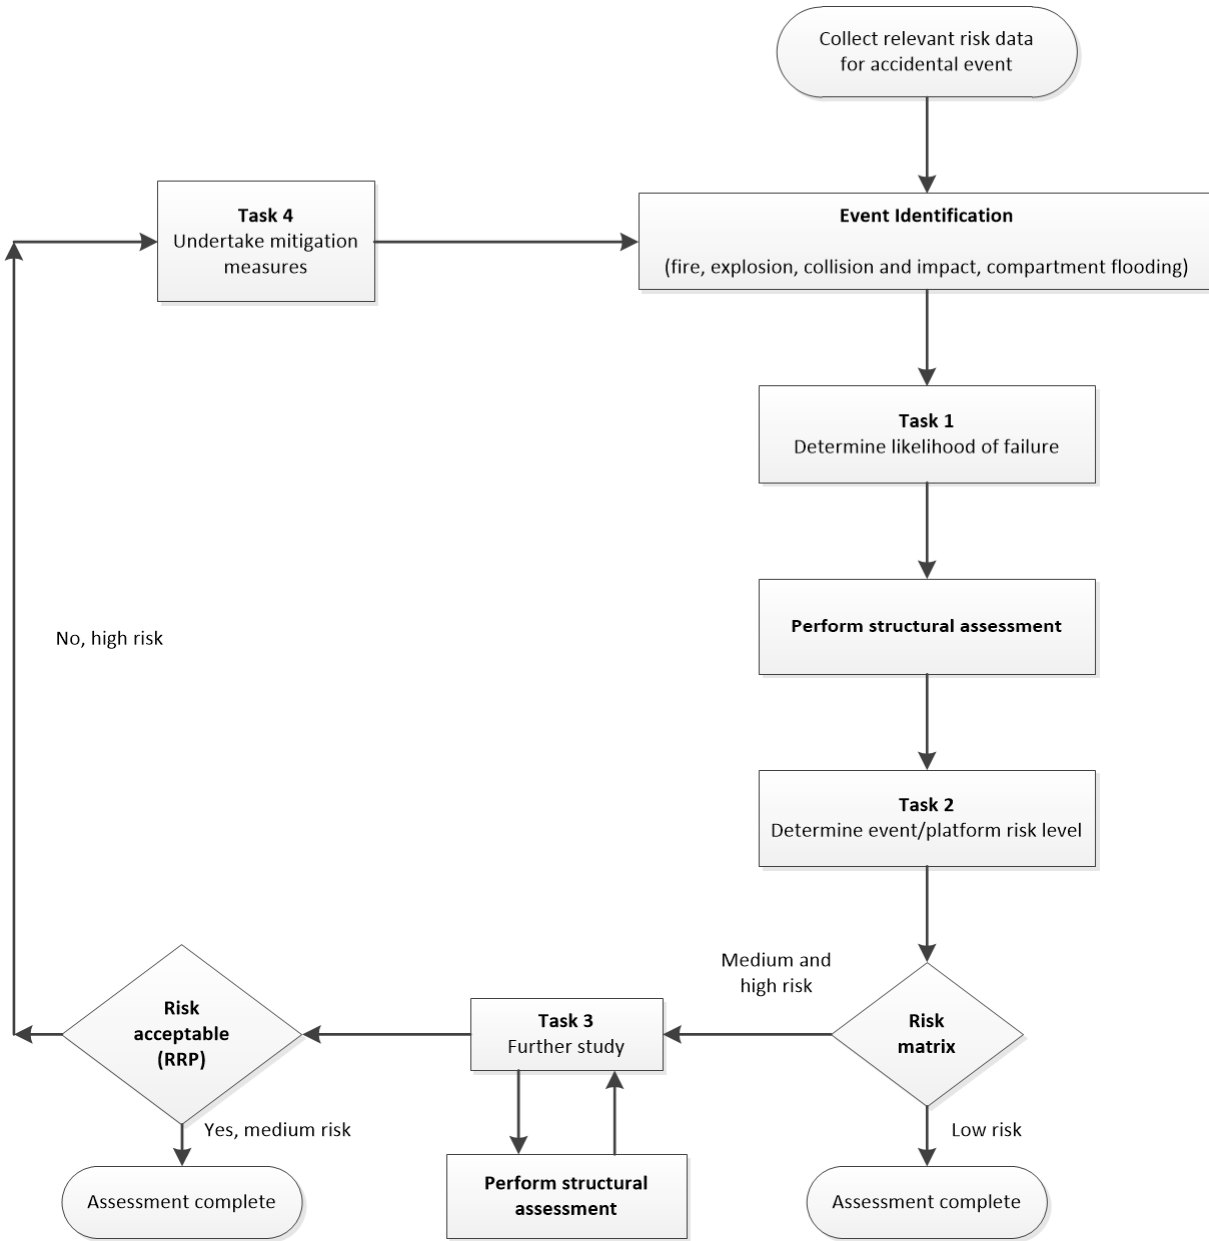 Collect relevant risk data
for accidental event
Task 4
Undertake mitigation
measures
Event Identification
(fire, explosion, collision and impact, compartment flooding)
Task 1
Determine likelihood of failure
No, high risk
Perform structural assessment
Task 2
Determine event/platform risk level
Medium and
high risk
Risk
matrix
Task 3
Further study
Risk
acceptable
(RRP)
Yes, medium risk
Low risk
Assessment complete
Perform structural
assessment
Assessment complete